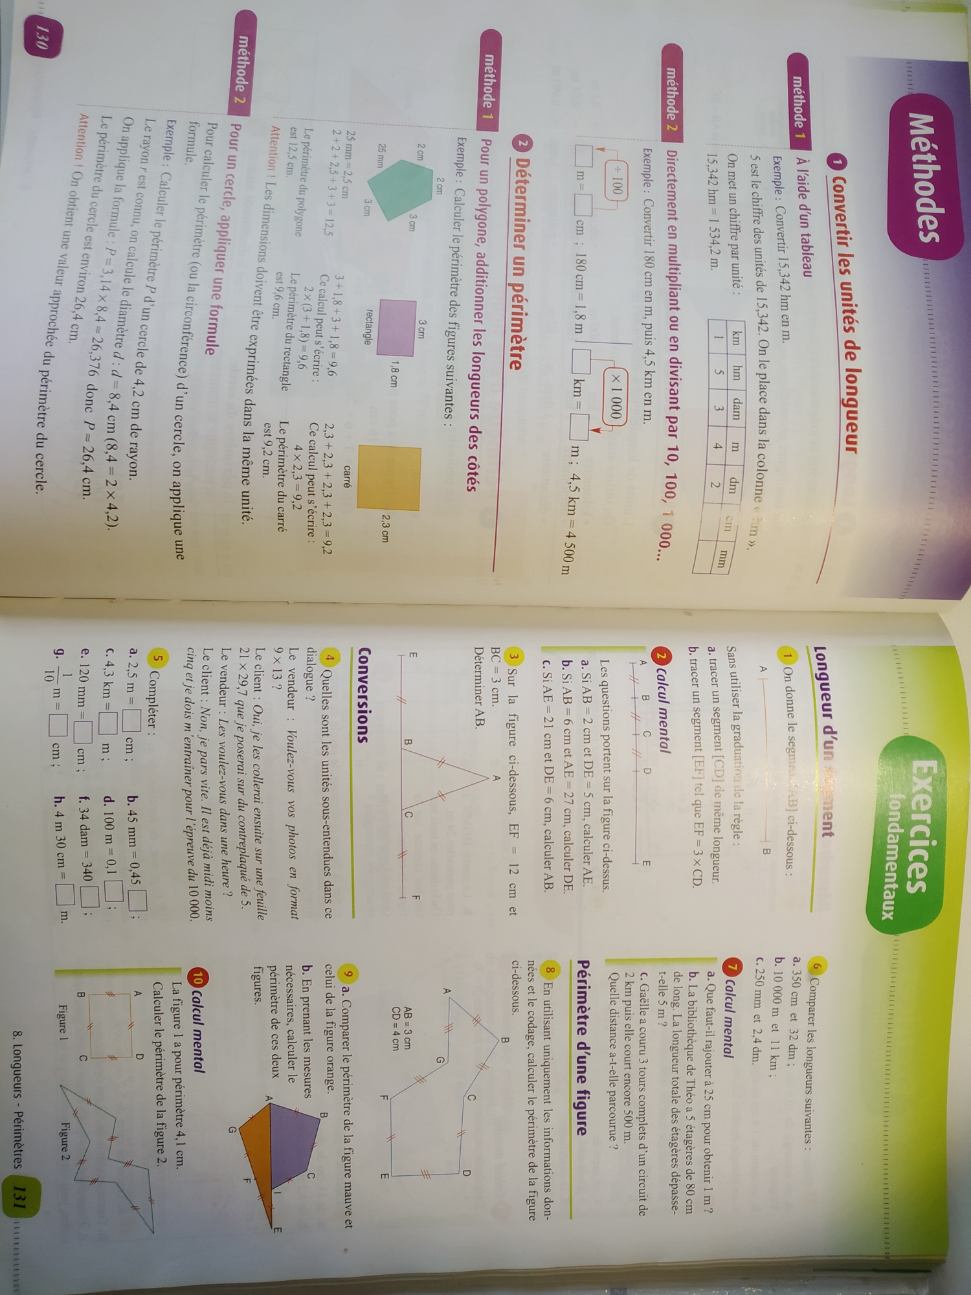 Méthodes
1 Convertir les unités de longueur
méthode 1 À l'aide d'un tableau
Exemple : Convertir 15,342 hm en m.
5 est le chiffre des unités de 15,342. On le place dans la colonne « hm ».
On met un chiffre par unité :
15,342 hm = 1 534,2 m.
km hm dam m dm cm mm
1 5 3 4 2
méthode 2 Directement en multipliant ou en divisant par 10, 100, 1 000...
Exemple : Convertir 180 cm en m, puis 4,5 km en m.
÷ 100
× 1 000
m = cm ; 180 cm = 1,8 m
km = m ; 4,5 km = 4 500 m
2 Déterminer un périmètre
méthode 1 Pour un polygone, additionner les longueurs des côtés
Exemple : Calculer le périmètre des figures suivantes :
2 cm
2 cm
3 cm
25 mm
3 cm
3 cm
1,8 cm
rectangle
2,3 cm
carré
25 mm = 2,5 cm
2 + 2 + 2,5 + 3 + 3 = 12,5
Le périmètre du polygone
est 12,5 cm.
3 + 1,8 + 3 + 1,8 = 9,6
Ce calcul peut s'écrire :
2 × (3 + 1,8) = 9,6
Le périmètre du rectangle
est 9,6 cm.
2,3 + 2,3 + 2,3 + 2,3 = 9,2
Ce calcul peut s'écrire :
4 × 2,3 = 9,2
Le périmètre du carré
est 9,2 cm.
Attention ! Les dimensions doivent être exprimées dans la même unité.
méthode 2 Pour un cercle, appliquer une formule
Pour calculer le périmètre (ou la circonférence) d'un cercle, on applique une
formule.
Exemple : Calculer le périmètre P d'un cercle de 4,2 cm de rayon.
Le rayon r est connu, on calcule le diamètre d : d = 8,4 cm (8,4 = 2 × 4,2).
On applique la formule : P ≈ 3,14 × 8,4 = 26,376 donc P ≈ 26,4 cm.
Le périmètre du cercle est environ 26,4 cm.
Attention ! On obtient une valeur approchée du périmètre du cercle.
130
Exercices
fondamentaux
Longueur d'un segment
1 On donne le segment [AB] ci-dessous :
A B
Sans utiliser la graduation de la règle :
a. tracer un segment [CD] de même longueur.
b. tracer un segment [EF] tel que EF = 3 × CD.
2 Calcul mental
A B C D E
Les questions portent sur la figure ci-dessus.
a. Si AB = 2 cm et DE = 5 cm, calculer AE.
b. Si AB = 6 cm et AE = 27 cm, calculer DE.
c. Si AE = 21 cm et DE = 6 cm, calculer AB.
3 Sur la figure ci-dessous, EF = 12 cm et
BC = 3 cm.
Déterminer AB.
A
E B C F
Conversions
4 Quelles sont les unités sous-entendues dans ce
dialogue ?
Le vendeur : Voulez-vous vos photos en format
9 × 13 ?
Le client : Oui, je les collerai ensuite sur une feuille
21 × 29,7 que je poserai sur du contreplaqué de 5.
Le vendeur : Les voulez-vous dans une heure ?
Le client : Non, je pars vite. Il est déjà midi moins
cinq et je dois m'entraîner pour l'épreuve du 10 000.
5 Compléter :
a. 2,5 m = cm ; b. 45 mm = 0,45 ;
c. 4,3 km = m ; d. 100 m = 0,1 ;
e. 120 mm = cm ; f. 34 dam = 340 ;
g. 1/10 m = cm ; h. 4 m 30 cm = m.
6 Comparer les longueurs suivantes :
a. 350 cm et 32 dm ;
b. 10 000 m et 11 km ;
c. 250 mm et 2,4 dm.
7 Calcul mental
a. Que faut-il rajouter à 25 cm pour obtenir 1 m ?
b. La bibliothèque de Théo a 5 étagères de 80 cm
de long. La longueur totale des étagères dépasse-
t-elle 5 m ?
c. Gaëlle a couru 3 tours complets d'un circuit de
2 km puis elle court encore 500 m.
Quelle distance a-t-elle parcourue ?
Périmètre d'une figure
8 En utilisant uniquement les informations don-
nées et le codage, calculer le périmètre de la figure
ci-dessous.
B
C
D
A
G
AB = 3 cm
CD = 4 cm
F
E
9 a. Comparer le périmètre de la figure mauve et
celui de la figure orange.
b. En prenant les mesures
nécessaires, calculer le
périmètre de ces deux
figures.
B
C
A
I
E
F
G
10 Calcul mental
La figure 1 a pour périmètre 4,1 cm.
Calculer le périmètre de la figure 2.
A D
B C
Figure 1
Figure 2
8. Longueurs - Périmètres 131